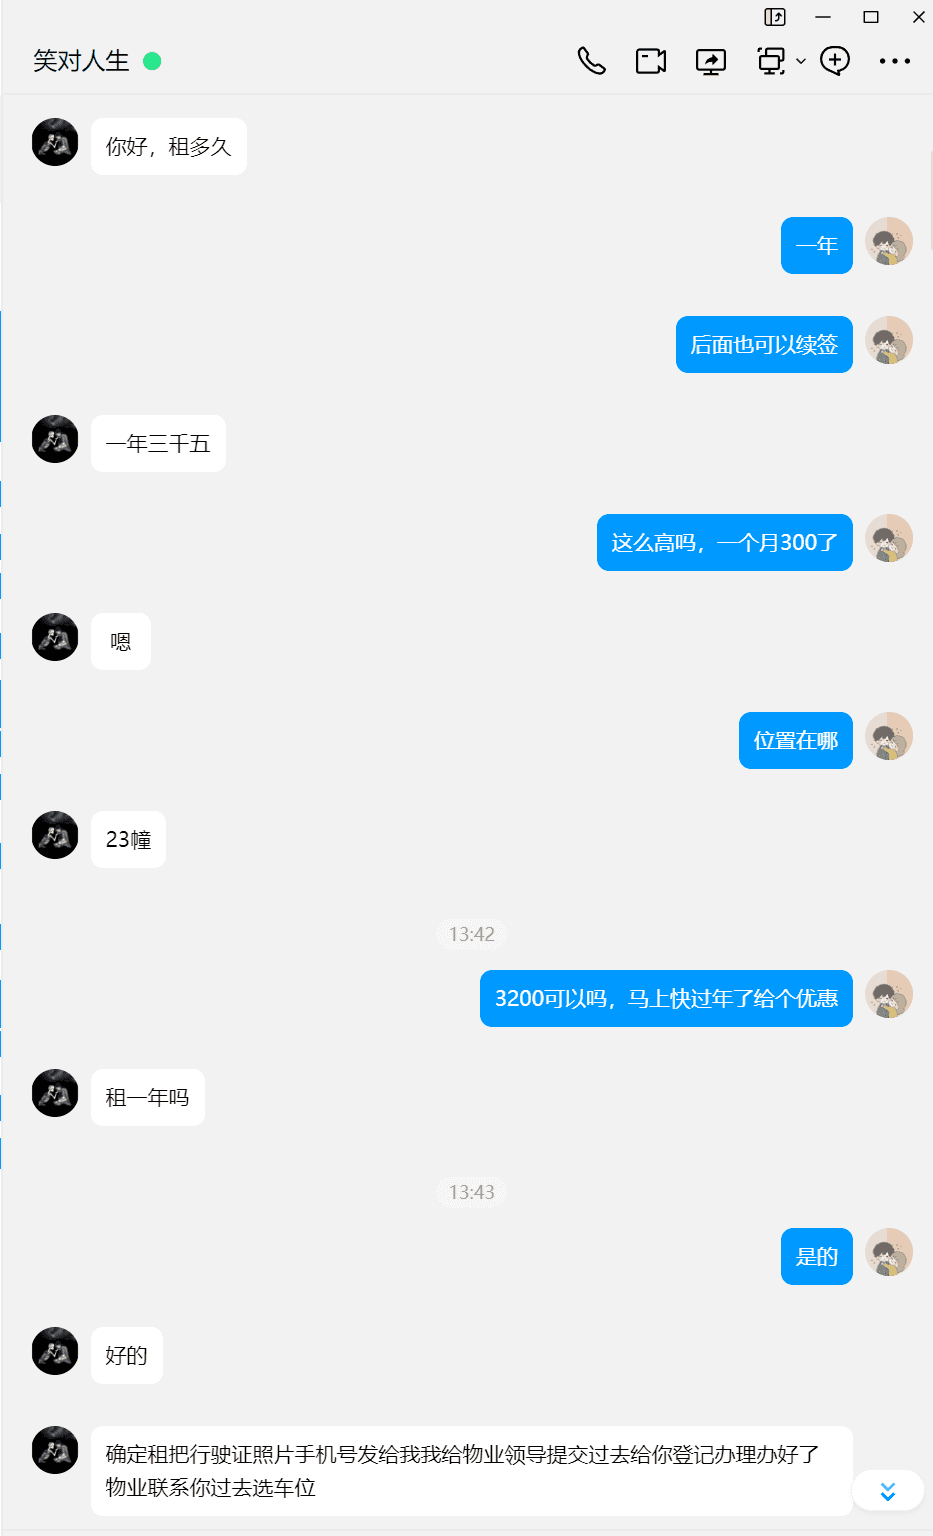 笑对人生
你好，租多久
一年
后面也可以续签
一年三千五
这么高吗，一个月300了
嗯
位置在哪
23幢
13:42
3200可以吗，马上快过年了给个优惠
租一年吗
13:43
是的
好的
确定租把行驶证照片手机号发给我我给物业领导提交过去给你登记办理办好了
物业联系你过去选车位